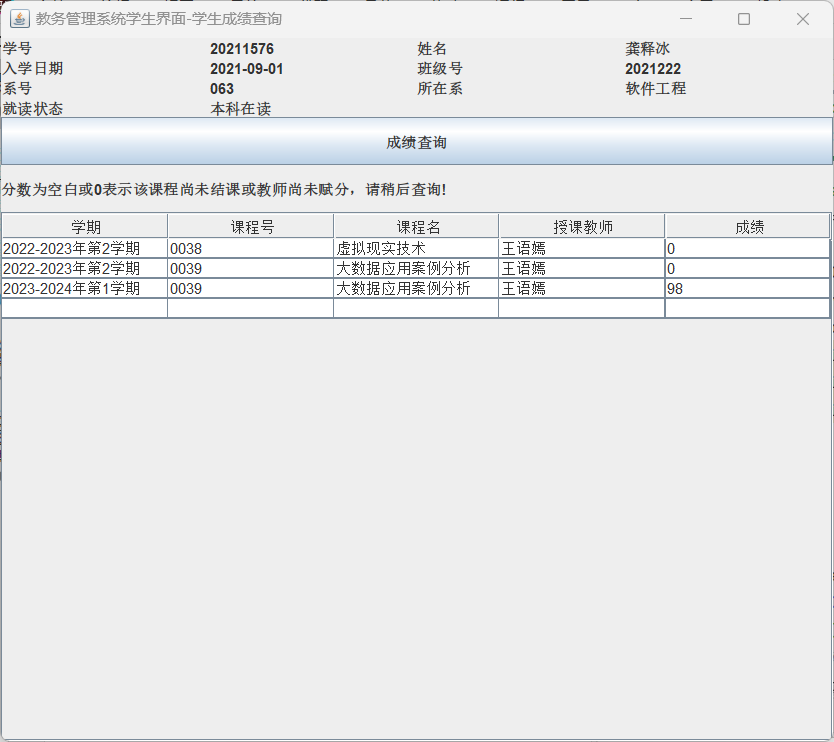 教务管理系统学生界面-学生成绩查询
学号 20211576 姓名 龚释冰
入学日期 2021-09-01 班级号 2021222
系号 063 所在系 软件工程
就读状态 本科在读
成绩查询
分数为空白或0表示该课程尚未结课或教师尚未赋分，请稍后查询!
学期 课程号 课程名 授课教师 成绩
2022-2023年第2学期 0038 虚拟现实技术 王语嫣 0
2022-2023年第2学期 0039 大数据应用案例分析 王语嫣 0
2023-2024年第1学期 0039 大数据应用案例分析 王语嫣 98